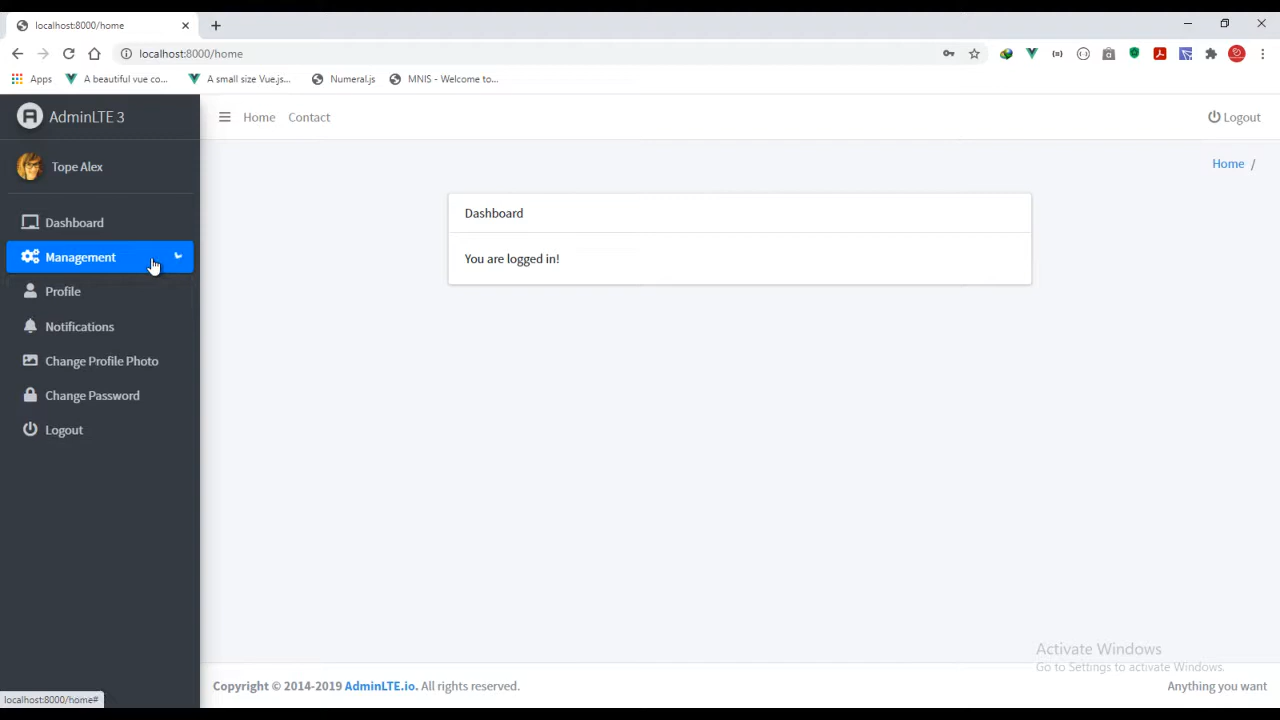 localhost:8000/home
localhost:8000/home
Apps
A beautiful vue co...
A small size Vue.js...
Numeral.js
MNIS - Welcome to...
AdminLTE 3
Home
Contact
Logout
Tope Alex
Home /
Dashboard
Management
Profile
Notifications
Change Profile Photo
Change Password
Logout
Dashboard
You are logged in!
Activate Windows
Go to Settings to activate Windows.
Copyright © 2014-2019 AdminLTE.io. All rights reserved.
Anything you want
localhost:8000/home#